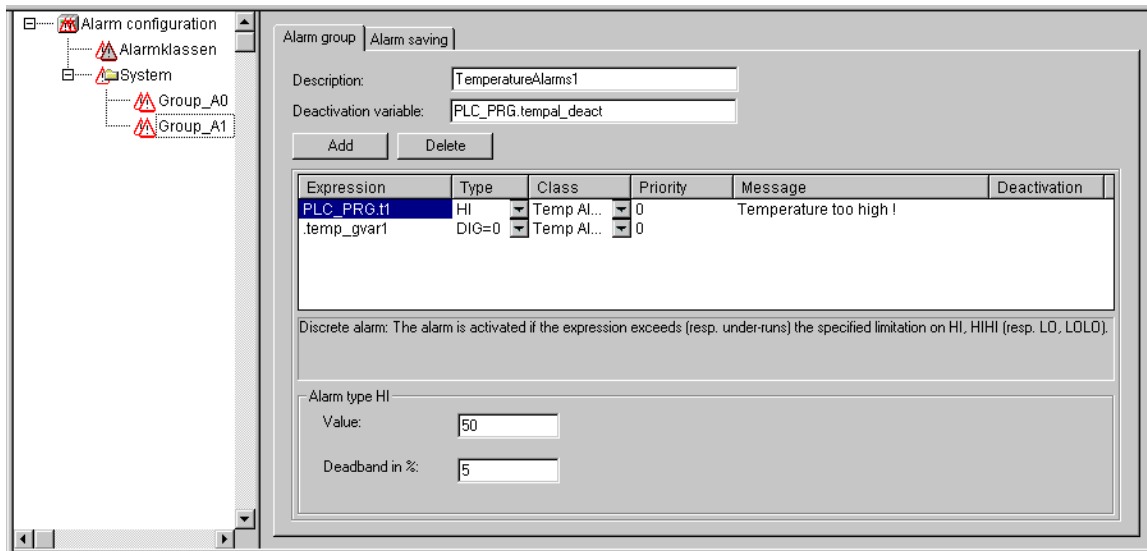 Alarm configuration
Alarmklassen
System
Group_A0
Group_A1
Alarm group Alarm saving
Description: TemperatureAlarms1
Deactivation variable: PLC_PRG.tempal_deact
Add Delete
Expression Type Class Priority Message Deactivation
PLC_PRG.t1 HI Temp Al... 0 Temperature too high !
.temp_gvar1 DIG=0 Temp Al... 0
Discrete alarm: The alarm is activated if the expression exceeds (resp. under-runs) the specified limitation on HI, HIHI (resp. LO, LOLO).
Alarm type HI
Value: 50
Deadband in %: 5